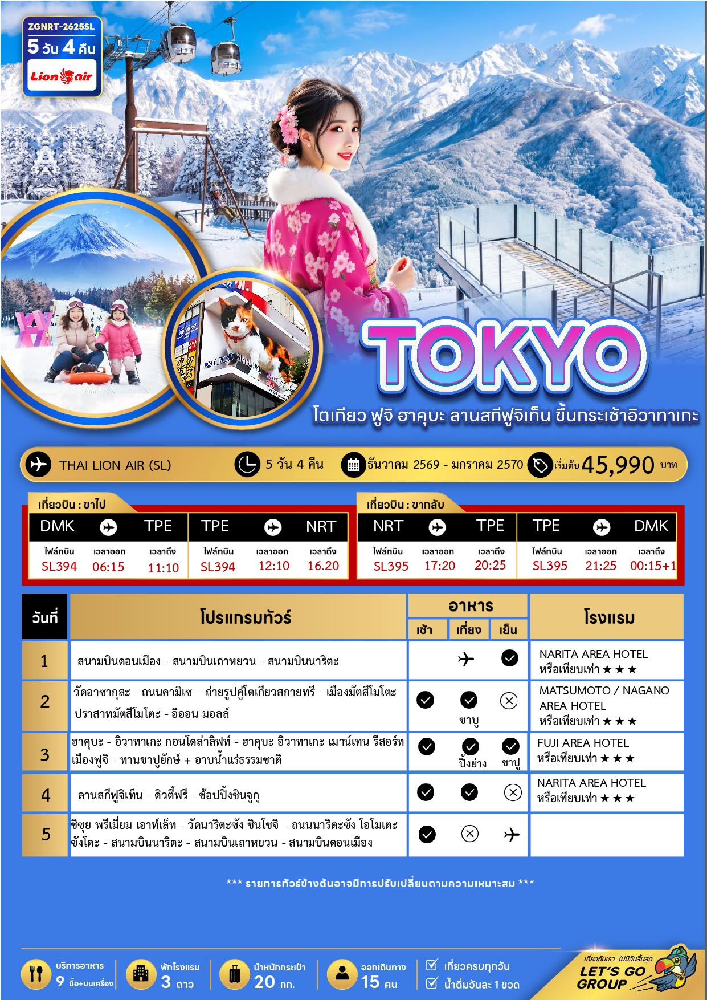 ZGNRT-2625SL
5 วัน 4 คืน
Lion air
CROSS SHINJUKU
TOKYO
โตเกียว ฟูจิ ฮาคุบะ ลานสกีฟูจิเท็น ขึ้นกระเช้าอิวาทาเกะ
THAI LION AIR (SL) 5 วัน 4 คืน ธันวาคม 2569 - มกราคม 2570 เริ่มต้น 45,990 บาท
เที่ยวบิน : ขาไป เที่ยวบิน : ขากลับ
DMK TPE TPE NRT NRT TPE TPE DMK
ไฟล์ทบิน เวลาออก เวลาถึง ไฟล์ทบิน เวลาออก เวลาถึง ไฟล์ทบิน เวลาออก เวลาถึง ไฟล์ทบิน เวลาออก เวลาถึง
SL394 06:15 11:10 SL394 12:10 16.20 SL395 17:20 20:25 SL395 21:25 00:15+1
วันที่ โปรแกรมทัวร์ อาหาร โรงแรม
เช้า เที่ยง เย็น
1 สนามบินดอนเมือง - สนามบินเถาหยวน - สนามบินนาริตะ NARITA AREA HOTEL
หรือเทียบเท่า ★ ★ ★
2 วัดอาซากุสะ - ถนนคามิเซ – ถ่ายรูปคู่โตเกียวสกายทรี - เมืองมัตสึโมโตะ MATSUMOTO / NAGANO
ปราสาทมัตสึโมโตะ - อิออน มอลล์ AREA HOTEL
ชาบู หรือเทียบเท่า ★ ★ ★
3 ฮาคุบะ - อิวาทาเกะ กอนโดล่าลิฟท์ - ฮาคุบะ อิวาทาเกะ เมาน์เทน รีสอร์ท FUJI AREA HOTEL
เมืองฟูจิ - ทานขาปูยักษ์ + อาบน้ำแร่ธรรมชาติ ปิ้งย่าง ขาปู หรือเทียบเท่า ★ ★ ★
4 ลานสกีฟูจิเท็น - ดิวตี้ฟรี - ช้อปปิ้งชินจูกุ NARITA AREA HOTEL
หรือเทียบเท่า ★ ★ ★
5 ชิซุย พรีเมี่ยม เอาท์เล็ท - วัดนาริตะซัง ชินโชจิ – ถนนนาริตะซัง โอโมเตะ
ซังโดะ - สนามบินนาริตะ - สนามบินเถาหยวน - สนามบินดอนเมือง
*** รายการทัวร์ข้างต้นอาจมีการปรับเปลี่ยนตามความเหมาะสม ***
บริการอาหาร
9 มื้อ+บนเครื่อง
พักโรงแรม
3 ดาว
น้ำหนักกระเป๋า
20 กก.
ออกเดินทาง
15 คน
เที่ยวครบทุกวัน
น้ำดื่มวันละ 1 ขวด
เที่ยวกับเรา...ไม่มีวันสิ้นสุด
LET'S GO
GROUP